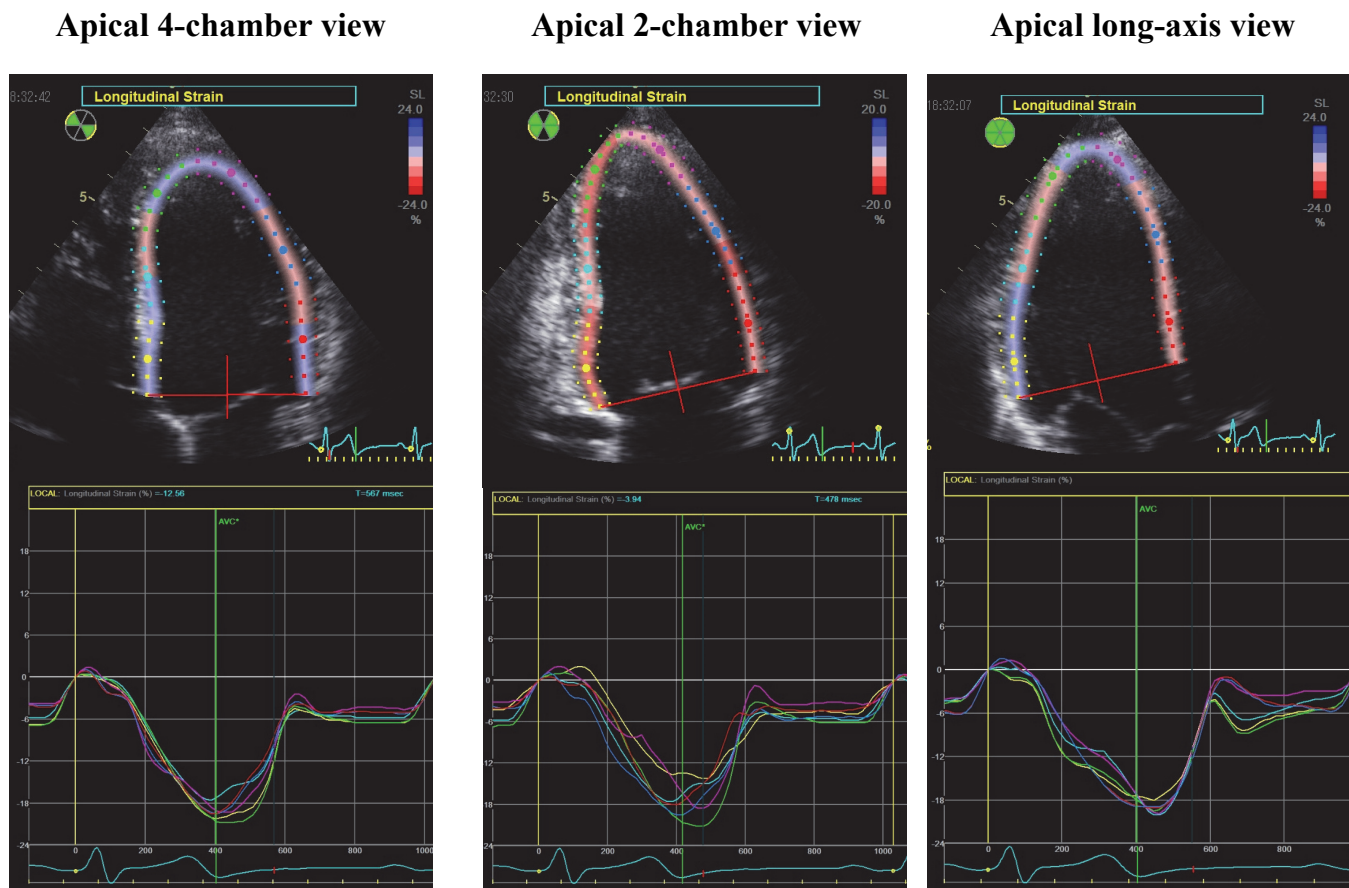 Apical 4-chamber view
Apical 2-chamber view
Apical long-axis view
8:32:42
Longitudinal Strain
SL
24.0
-24.0
%
5
32:30
Longitudinal Strain
SL
20.0
-20.0
%
5
18:32:07
Longitudinal Strain
SL
24.0
-24.0
%
5
LOCAL: Longitudinal Strain (%) =-12.56 T=567 msec
AVC*
18
12
6
0
-6
-12
-18
-24
0 200 400 600 800 1000
LOCAL: Longitudinal Strain (%) =-3.94 T=478 msec
AVC*
18
12
6
0
-6
-12
-18
24
0 200 400 600 800 1000
LOCAL: Longitudinal Strain (%)
AVC
18
12
6
0
-6
-12
-18
-24
0 200 400 600 800